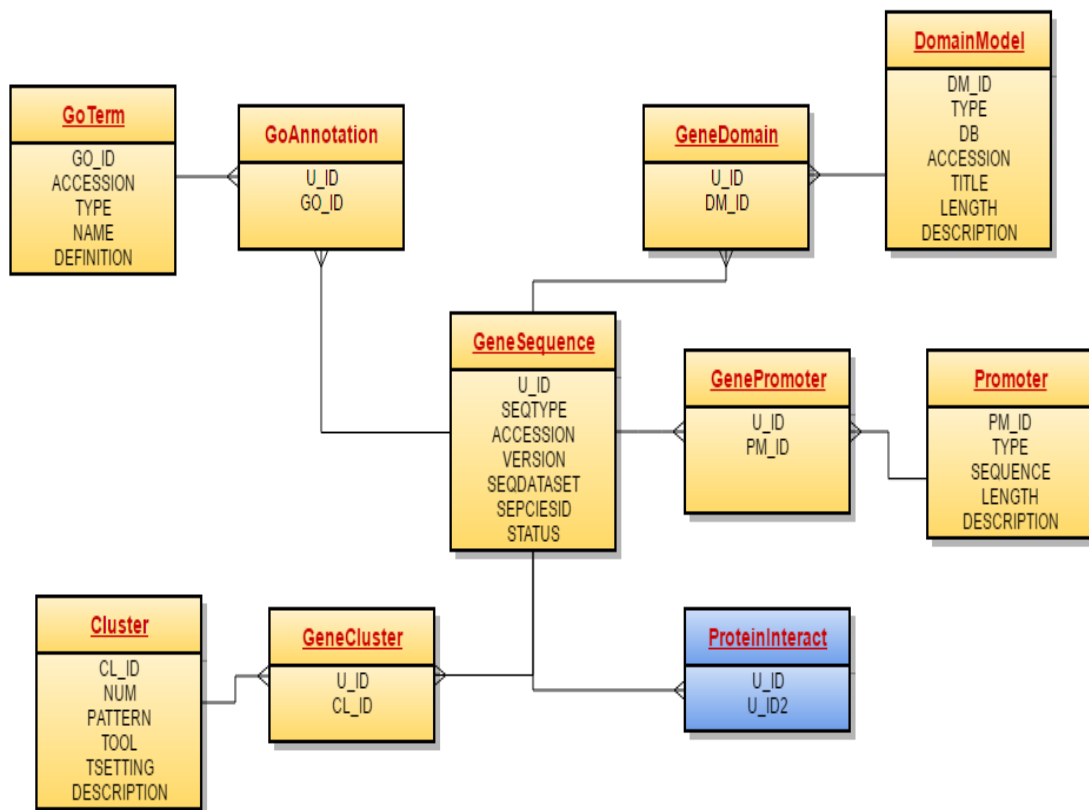 GoTerm
GO_ID
ACCESSION
TYPE
NAME
DEFINITION
GoAnnotation
U_ID
GO_ID
GeneDomain
U_ID
DM_ID
DomainModel
DM_ID
TYPE
DB
ACCESSION
TITLE
LENGTH
DESCRIPTION
GeneSequence
U_ID
SEQTYPE
ACCESSION
VERSION
SEQDATASET
SEPCIESID
STATUS
GenePromoter
U_ID
PM_ID
Promoter
PM_ID
TYPE
SEQUENCE
LENGTH
DESCRIPTION
Cluster
CL_ID
NUM
PATTERN
TOOL
TSETTING
DESCRIPTION
GeneCluster
U_ID
CL_ID
ProteinInteract
U_ID
U_ID2